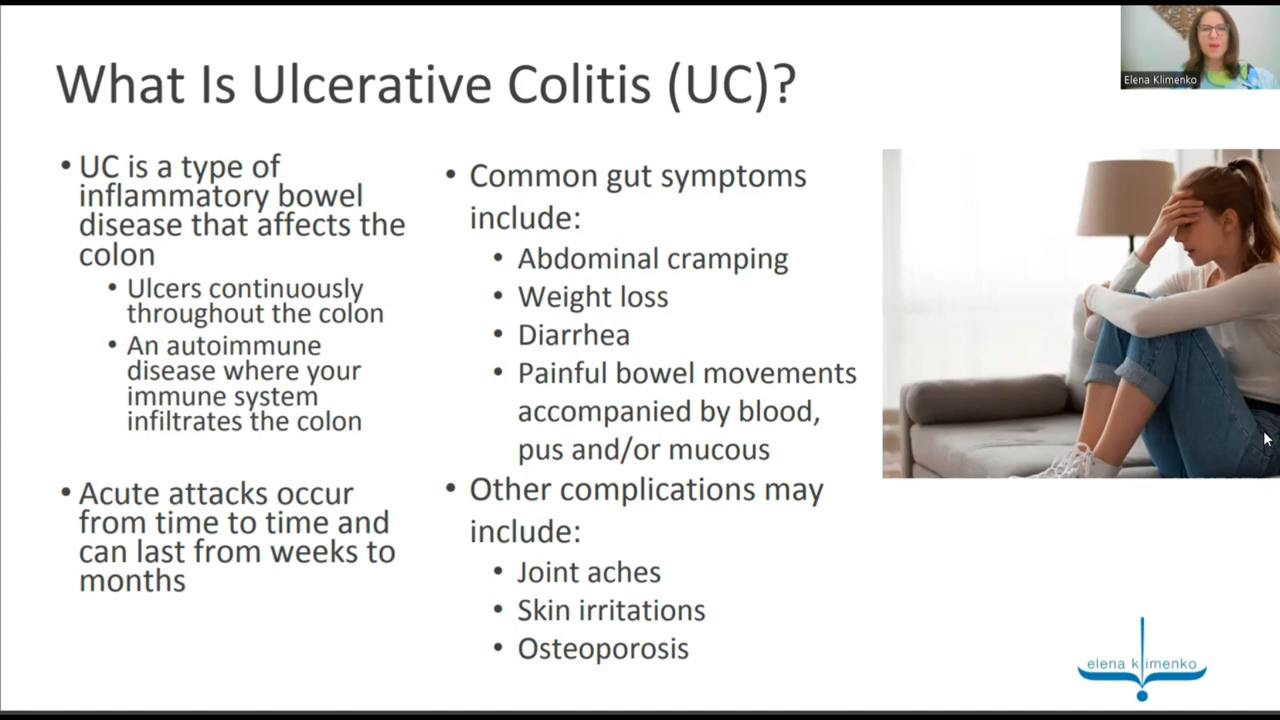 What Is Ulcerative Colitis (UC)?
Elena Klimenko
• UC is a type of
inflammatory bowel
disease that affects the
colon
• Ulcers continuously
throughout the colon
• An autoimmune
disease where your
immune system
infiltrates the colon
• Acute attacks occur
from time to time and
can last from weeks to
months
• Common gut symptoms
include:
• Abdominal cramping
• Weight loss
• Diarrhea
• Painful bowel movements
accompanied by blood,
pus and/or mucous
• Other complications may
include:
• Joint aches
• Skin irritations
• Osteoporosis
elena klimenko